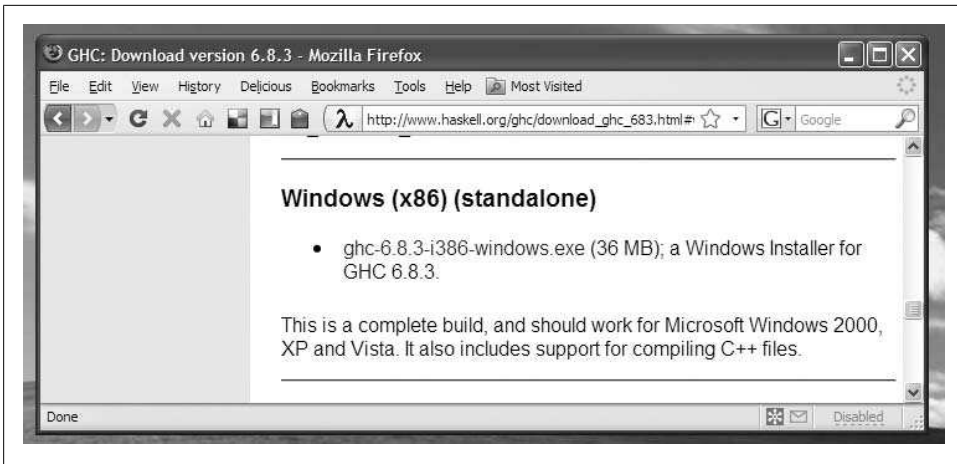 GHC: Download version 6.8.3 - Mozilla Firefox
File Edit View History Delicious Bookmarks Tools Help Most Visited
λ http://www.haskell.org/ghc/download_ghc_683.html# G Google
Windows (x86) (standalone)
• ghc-6.8.3-i386-windows.exe (36 MB); a Windows Installer for
GHC 6.8.3.
This is a complete build, and should work for Microsoft Windows 2000,
XP and Vista. It also includes support for compiling C++ files.
Done Disabled